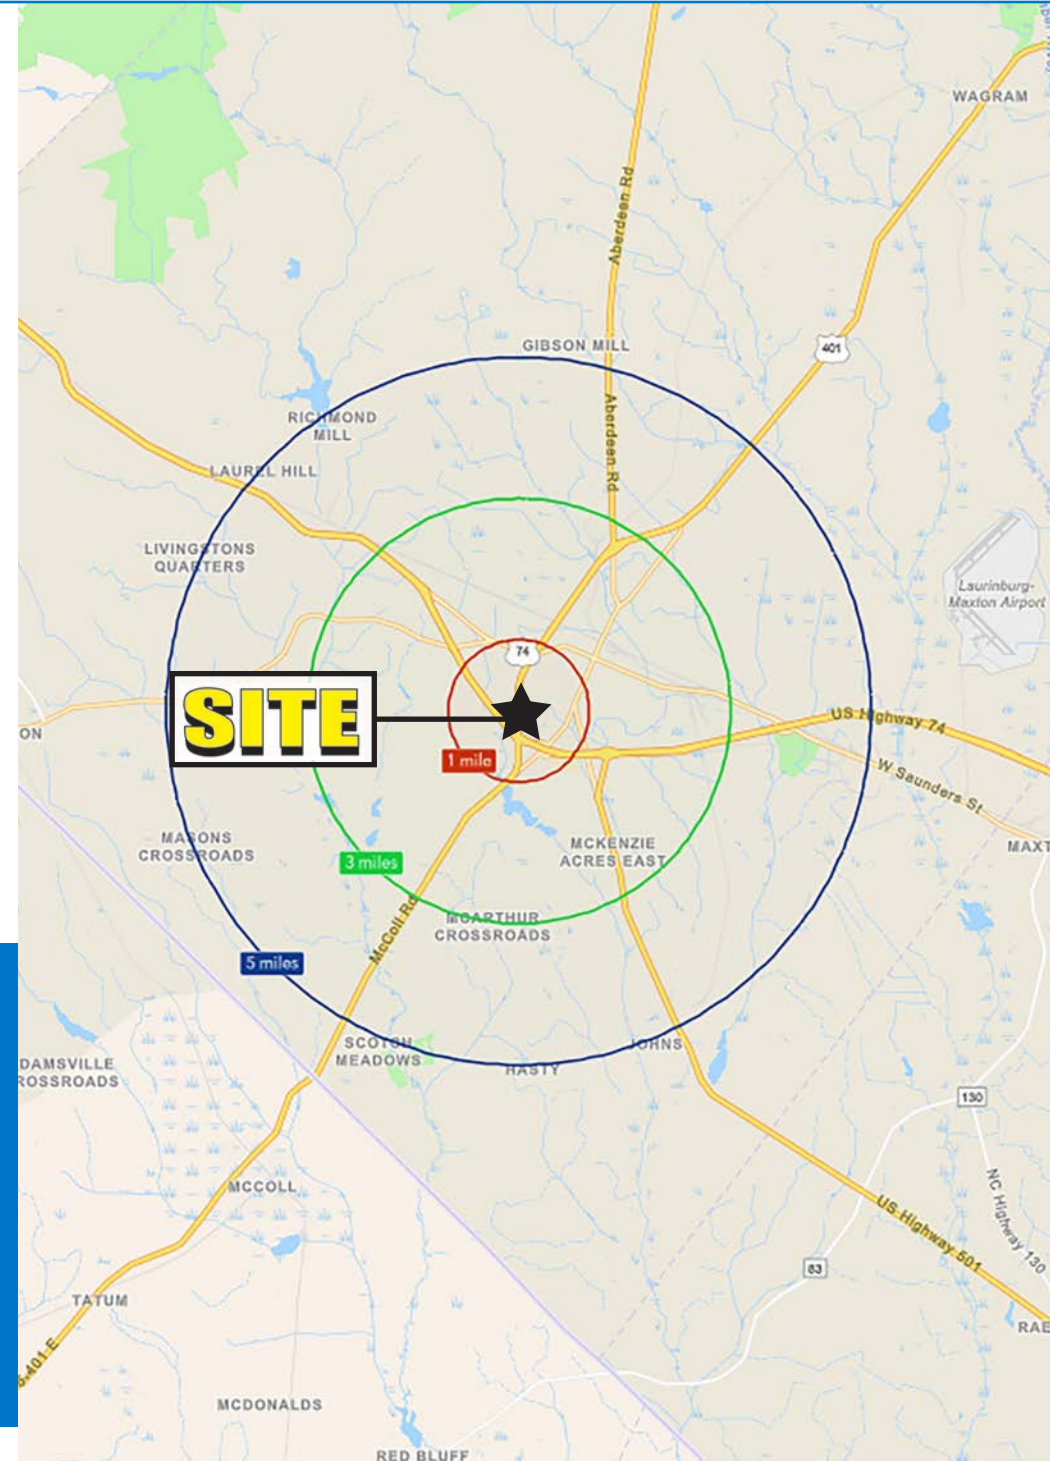 WAGRAM
Aberdeen Rd
GIBSON MILL
401
RICHMOND
MILL
Aberdeen Rd
LAUREL HILL
LIVINGSTONS
QUARTERS
Laurinburg-
Maxton Airport
74
SITE
US Highway 74
ON
1 mile
W Saunders St
MASONS
CROSSROADS
MCKENZIE
ACRES EAST
MAXT
3 miles
MCARTHUR
CROSSROADS
McColl Rd
5 miles
SCOTCH
MEADOWS
JOHNS
HASTY
DAMSVILLE
ROSSROADS
130
MCCOLL
US Highway 501
NC Highway 130
83
TATUM
RAE
401 E
MCDONALDS
RED BLUFF